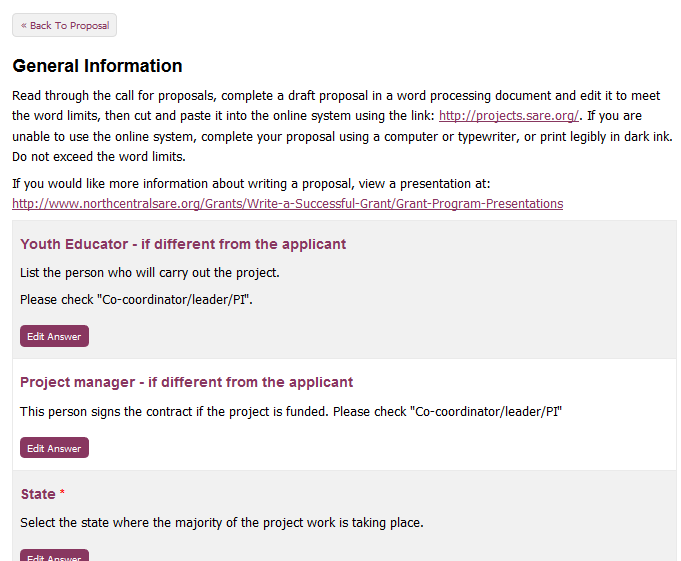 « Back To Proposal
General Information
Read through the call for proposals, complete a draft proposal in a word processing document and edit it to meet
the word limits, then cut and paste it into the online system using the link: http://projects.sare.org/. If you are
unable to use the online system, complete your proposal using a computer or typewriter, or print legibly in dark ink.
Do not exceed the word limits.
If you would like more information about writing a proposal, view a presentation at:
http://www.northcentralsare.org/Grants/Write-a-Successful-Grant/Grant-Program-Presentations
Youth Educator - if different from the applicant
List the person who will carry out the project.
Please check "Co-coordinator/leader/PI".
Edit Answer
Project manager - if different from the applicant
This person signs the contract if the project is funded. Please check "Co-coordinator/leader/PI"
Edit Answer
State *
Select the state where the majority of the project work is taking place.
Edit Answer